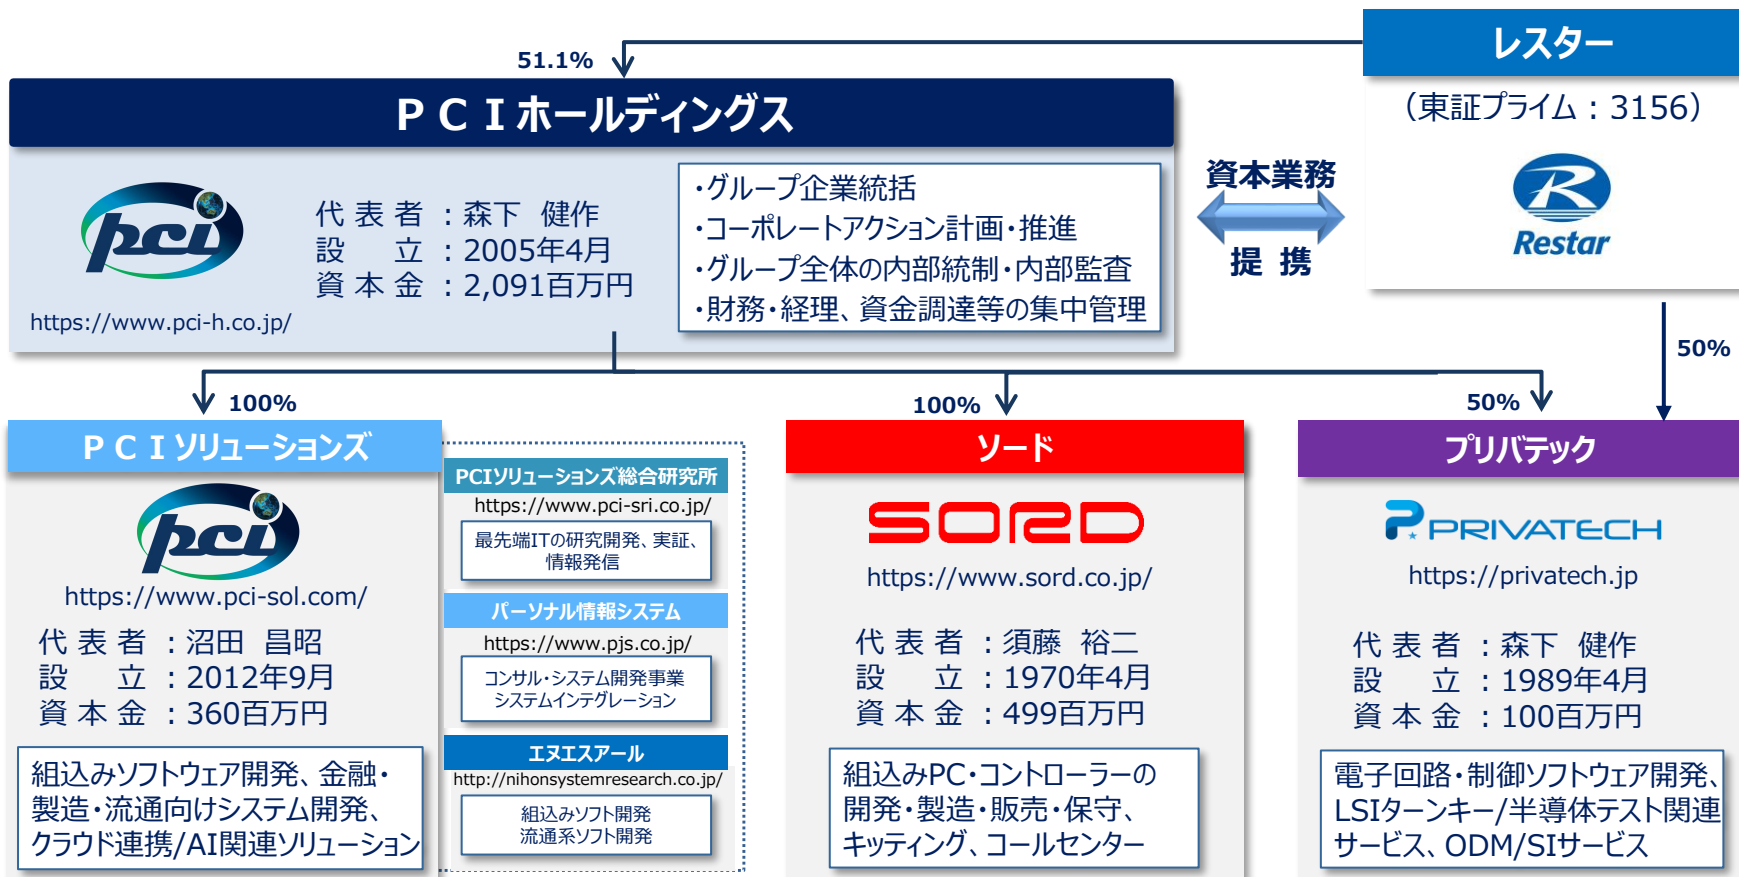 51.1%
レスター
ＰＣＩホールディングス
（東証プライム：3156）
pci
代 表 者 ：森下 健作
設 立 ：2005年4月
資 本 金 ：2,091百万円
https://www.pci-h.co.jp/
・グループ企業統括
・コーポレートアクション計画・推進
・グループ全体の内部統制・内部監査
・財務・経理、資金調達等の集中管理
資本業務
提 携
R
Restar
50%
100%
100%
50%
ＰＣＩソリューションズ
pci
https://www.pci-sol.com/
代 表 者 ：沼田 昌昭
設 立 ：2012年9月
資 本 金 ：360百万円
組込みソフトウェア開発、金融・
製造・流通向けシステム開発、
クラウド連携/AI関連ソリューション
PCIソリューションズ総合研究所
https://www.pci-sri.co.jp/
最先端ITの研究開発、実証、
情報発信
パーソナル情報システム
https://www.pjs.co.jp/
コンサル・システム開発事業
システムインテグレーション
エヌエスアール
http://nihonsystemresearch.co.jp/
組込みソフト開発
流通系ソフト開発
ソード
SORD
https://www.sord.co.jp/
代 表 者 ：須藤 裕二
設 立 ：1970年4月
資 本 金 ：499百万円
組込みPC・コントローラーの
開発・製造・販売・保守、
キッティング、コールセンター
プリバテック
PRIVATECH
https://privatech.jp
代 表 者 ：森下 健作
設 立 ：1989年4月
資 本 金 ：100百万円
電子回路・制御ソフトウェア開発、
LSIターンキー/半導体テスト関連
サービス、ODM/SIサービス